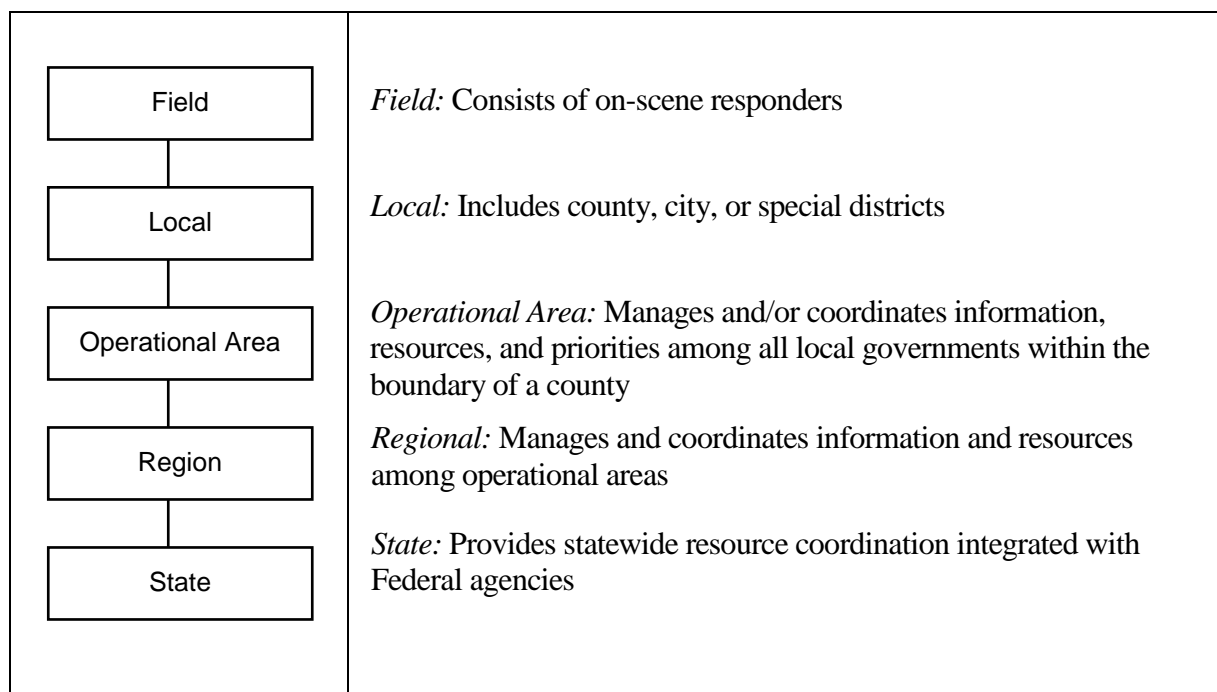 Field
Field: Consists of on-scene responders
Local
Local: Includes county, city, or special districts
Operational Area
Operational Area: Manages and/or coordinates information,
resources, and priorities among all local governments within the
boundary of a county
Region
Regional: Manages and coordinates information and resources
among operational areas
State
State: Provides statewide resource coordination integrated with
Federal agencies